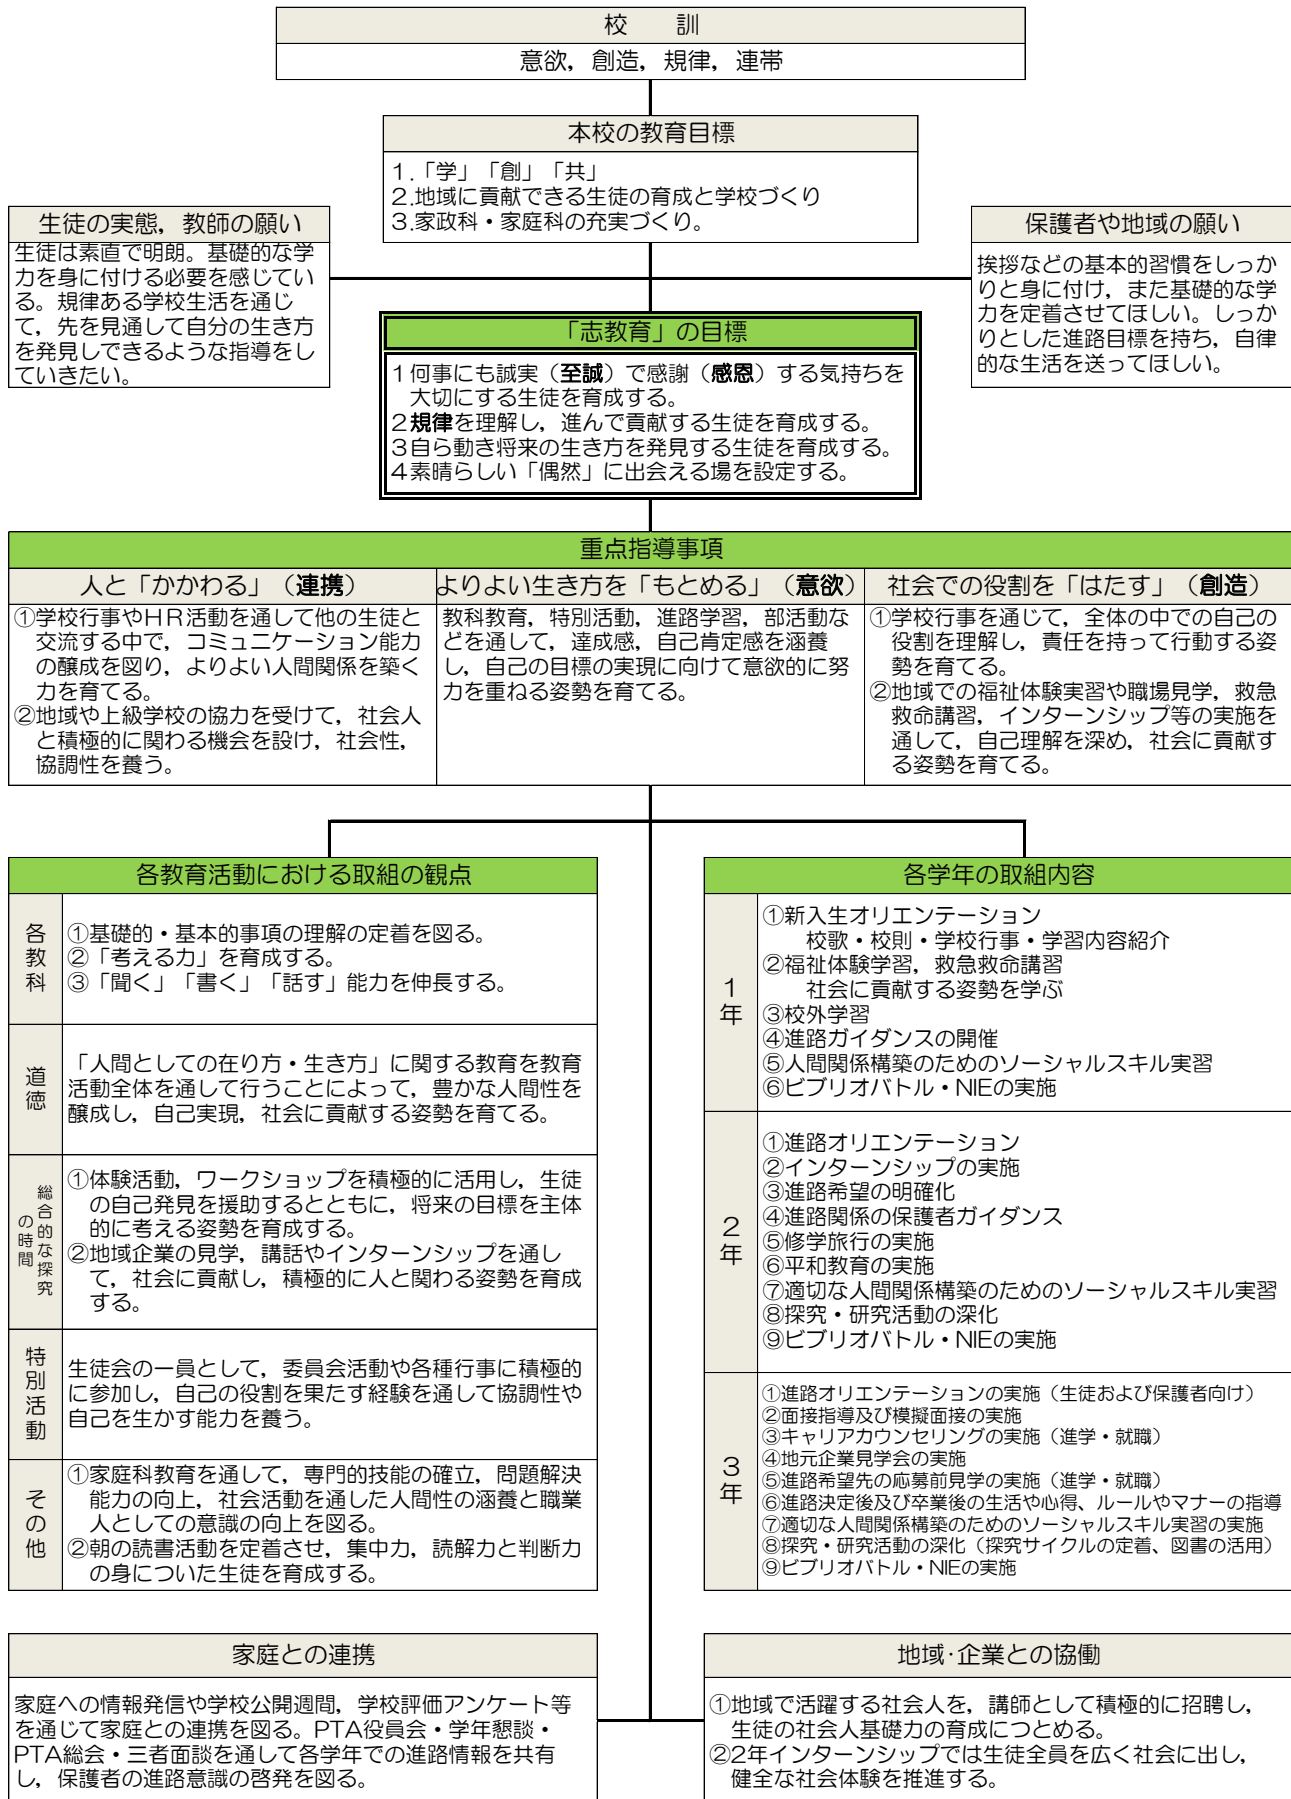 校　　訓
意欲，創造，規律，連帯
本校の教育目標
１.「学」「創」「共」
２.地域に貢献できる生徒の育成と学校づくり
３.家政科・家庭科の充実づくり。
生徒の実態，教師の願い
生徒は素直で明朗。基礎的な学
力を身に付ける必要を感じてい
る。規律ある学校生活を通じ
て，先を見通して自分の生き方
を発見しできるような指導をし
ていきたい。
保護者や地域の願い
挨拶などの基本的習慣をしっか
りと身に付け，また基礎的な学
力を定着させてほしい。しっか
りとした進路目標を持ち，自律
的な生活を送ってほしい。
「志教育」の目標
１何事にも誠実（至誠）で感謝（感恩）する気持ちを
大切にする生徒を育成する。
２規律を理解し，進んで貢献する生徒を育成する。
３自ら動き将来の生き方を発見する生徒を育成する。
４素晴らしい「偶然」に出会える場を設定する。
重点指導事項
人と「かかわる」（連携）
①学校行事やＨＲ活動を通して他の生徒と
交流する中で，コミュニケーション能力
の醸成を図り，よりよい人間関係を築く
力を育てる。
②地域や上級学校の協力を受けて，社会人
と積極的に関わる機会を設け，社会性，
協調性を養う。
よりよい生き方を「もとめる」（意欲）
教科教育，特別活動，進路学習，部活動な
どを通して，達成感，自己肯定感を涵養
し，自己の目標の実現に向けて意欲的に努
力を重ねる姿勢を育てる。
社会での役割を「はたす」（創造）
①学校行事を通じて，全体の中での自己の
役割を理解し，責任を持って行動する姿
勢を育てる。
②地域での福祉体験実習や職場見学，救急
救命講習，インターンシップ等の実施を
通して，自己理解を深め，社会に貢献す
る姿勢を育てる。
各教育活動における取組の観点
各教科
①基礎的・基本的事項の理解の定着を図る。
②「考える力」を育成する。
③「聞く」「書く」「話す」能力を伸長する。
道徳
「人間としての在り方・生き方」に関する教育を教育
活動全体を通して行うことによって，豊かな人間性を
醸成し，自己実現，社会に貢献する姿勢を育てる。
総合的な探究
の時間
①体験活動，ワークショップを積極的に活用し，生徒
の自己発見を援助するとともに，将来の目標を主体
的に考える姿勢を育成する。
②地域企業の見学，講話やインターンシップを通し
て，社会に貢献し，積極的に人と関わる姿勢を育成
する。
特別活動
生徒会の一員として，委員会活動や各種行事に積極的
に参加し，自己の役割を果たす経験を通して協調性や
自己を生かす能力を養う。
その他
①家庭科教育を通して，専門的技能の確立，問題解決
能力の向上，社会活動を通した人間性の涵養と職業
人としての意識の向上を図る。
②朝の読書活動を定着させ，集中力，読解力と判断力
の身についた生徒を育成する。
各学年の取組内容
１年
①新入生オリエンテーション
校歌・校則・学校行事・学習内容紹介
②福祉体験学習，救急救命講習
社会に貢献する姿勢を学ぶ
③校外学習
④進路ガイダンスの開催
⑤人間関係構築のためのソーシャルスキル実習
⑥ビブリオバトル・NIEの実施
２年
①進路オリエンテーション
②インターンシップの実施
③進路希望の明確化
④進路関係の保護者ガイダンス
⑤修学旅行の実施
⑥平和教育の実施
⑦適切な人間関係構築のためのソーシャルスキル実習
⑧探究・研究活動の深化
⑨ビブリオバトル・NIEの実施
３年
①進路オリエンテーションの実施（生徒および保護者向け）
②面接指導及び模擬面接の実施
③キャリアカウンセリングの実施（進学・就職）
④地元企業見学会の実施
⑤進路希望先の応募前見学の実施（進学・就職）
⑥進路決定後及び卒業後の生活や心得、ルールやマナーの指導
⑦適切な人間関係構築のためのソーシャルスキル実習の実施
⑧探究・研究活動の深化（探究サイクルの定着、図書の活用）
⑨ビブリオバトル・NIEの実施
家庭との連携
家庭への情報発信や学校公開週間，学校評価アンケート等
を通じて家庭との連携を図る。PTA役員会・学年懇談・
PTA総会・三者面談を通して各学年での進路情報を共有
し，保護者の進路意識の啓発を図る。
地域・企業との協働
①地域で活躍する社会人を，講師として積極的に招聘し，
生徒の社会人基礎力の育成につとめる。
②2年インターンシップでは生徒全員を広く社会に出し，
健全な社会体験を推進する。